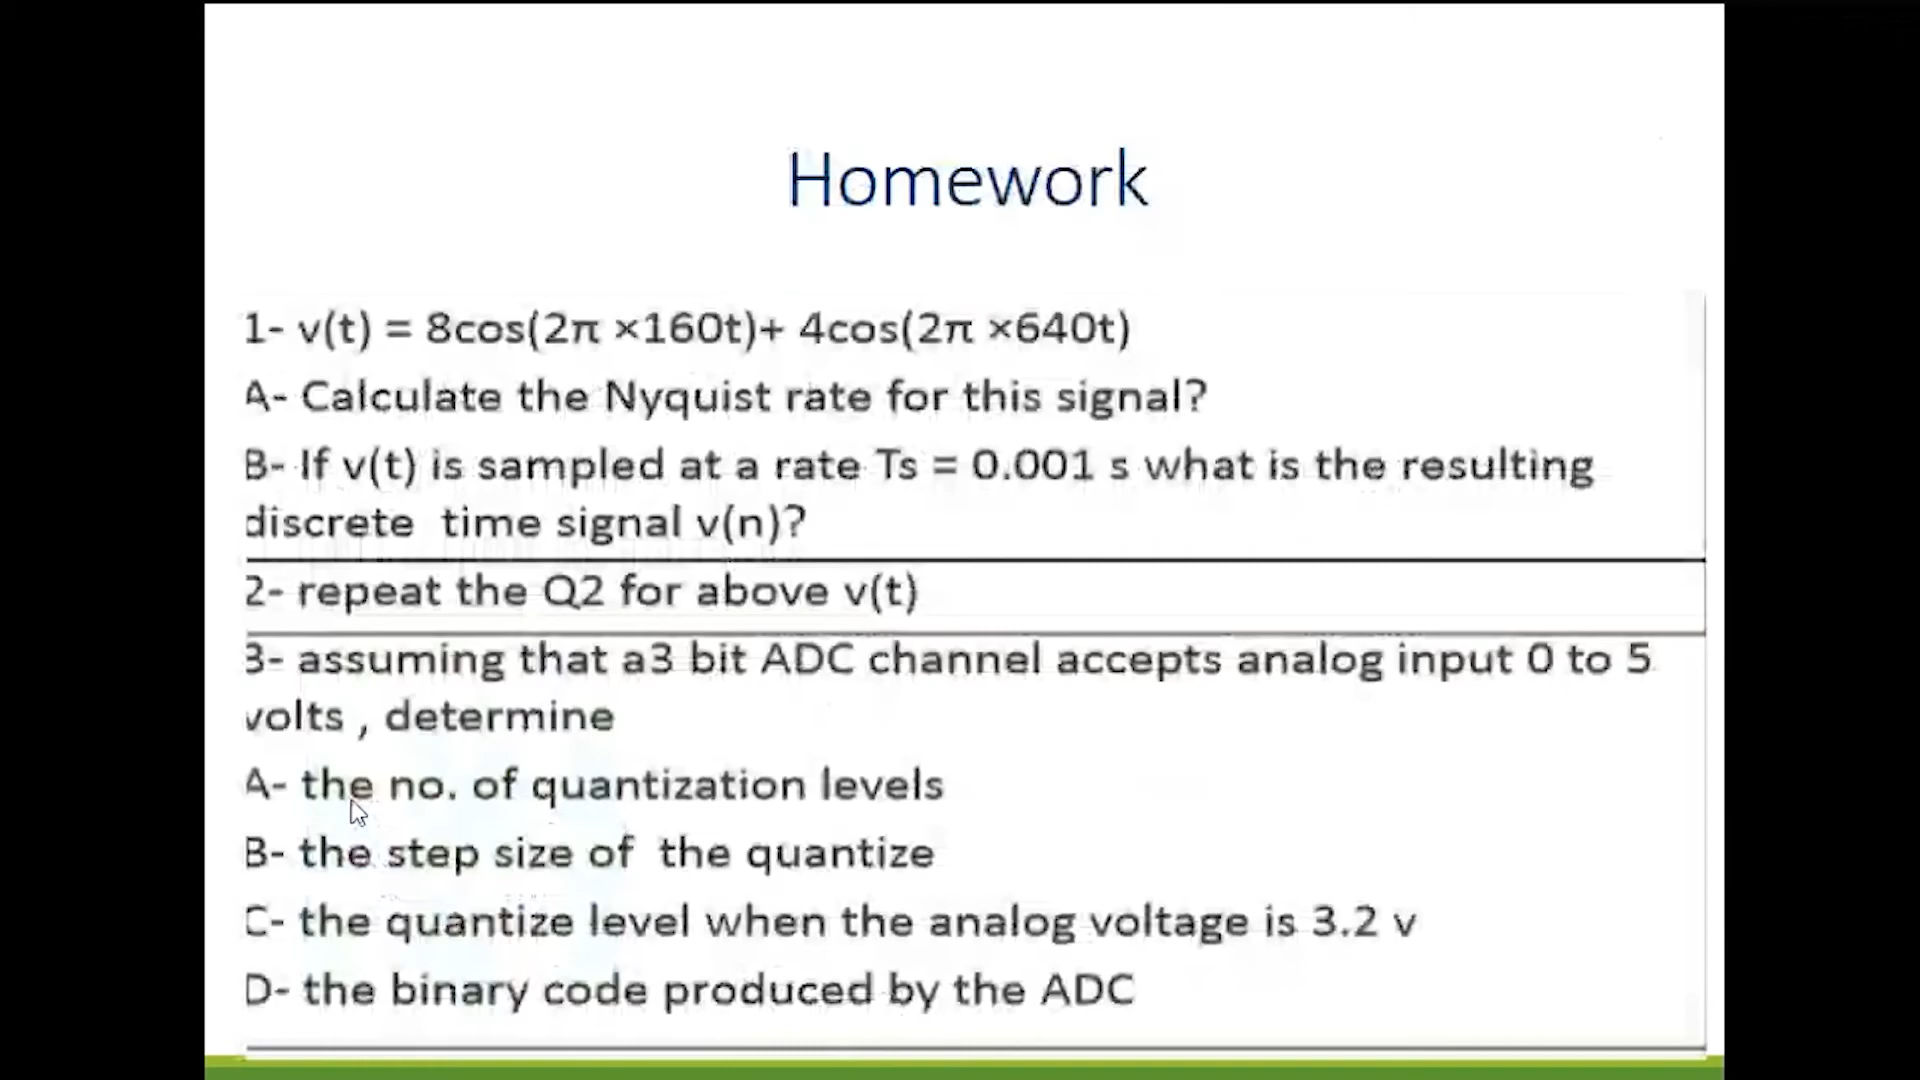 Homework
1- v(t) = 8cos(2π ×160t)+ 4cos(2π ×640t)
A- Calculate the Nyquist rate for this signal?
B- If v(t) is sampled at a rate Ts = 0.001 s what is the resulting
discrete time signal v(n)?
2- repeat the Q2 for above v(t)
3- assuming that a3 bit ADC channel accepts analog input 0 to 5
volts , determine
A- the no. of quantization levels
B- the step size of the quantize
C- the quantize level when the analog voltage is 3.2 v
D- the binary code produced by the ADC